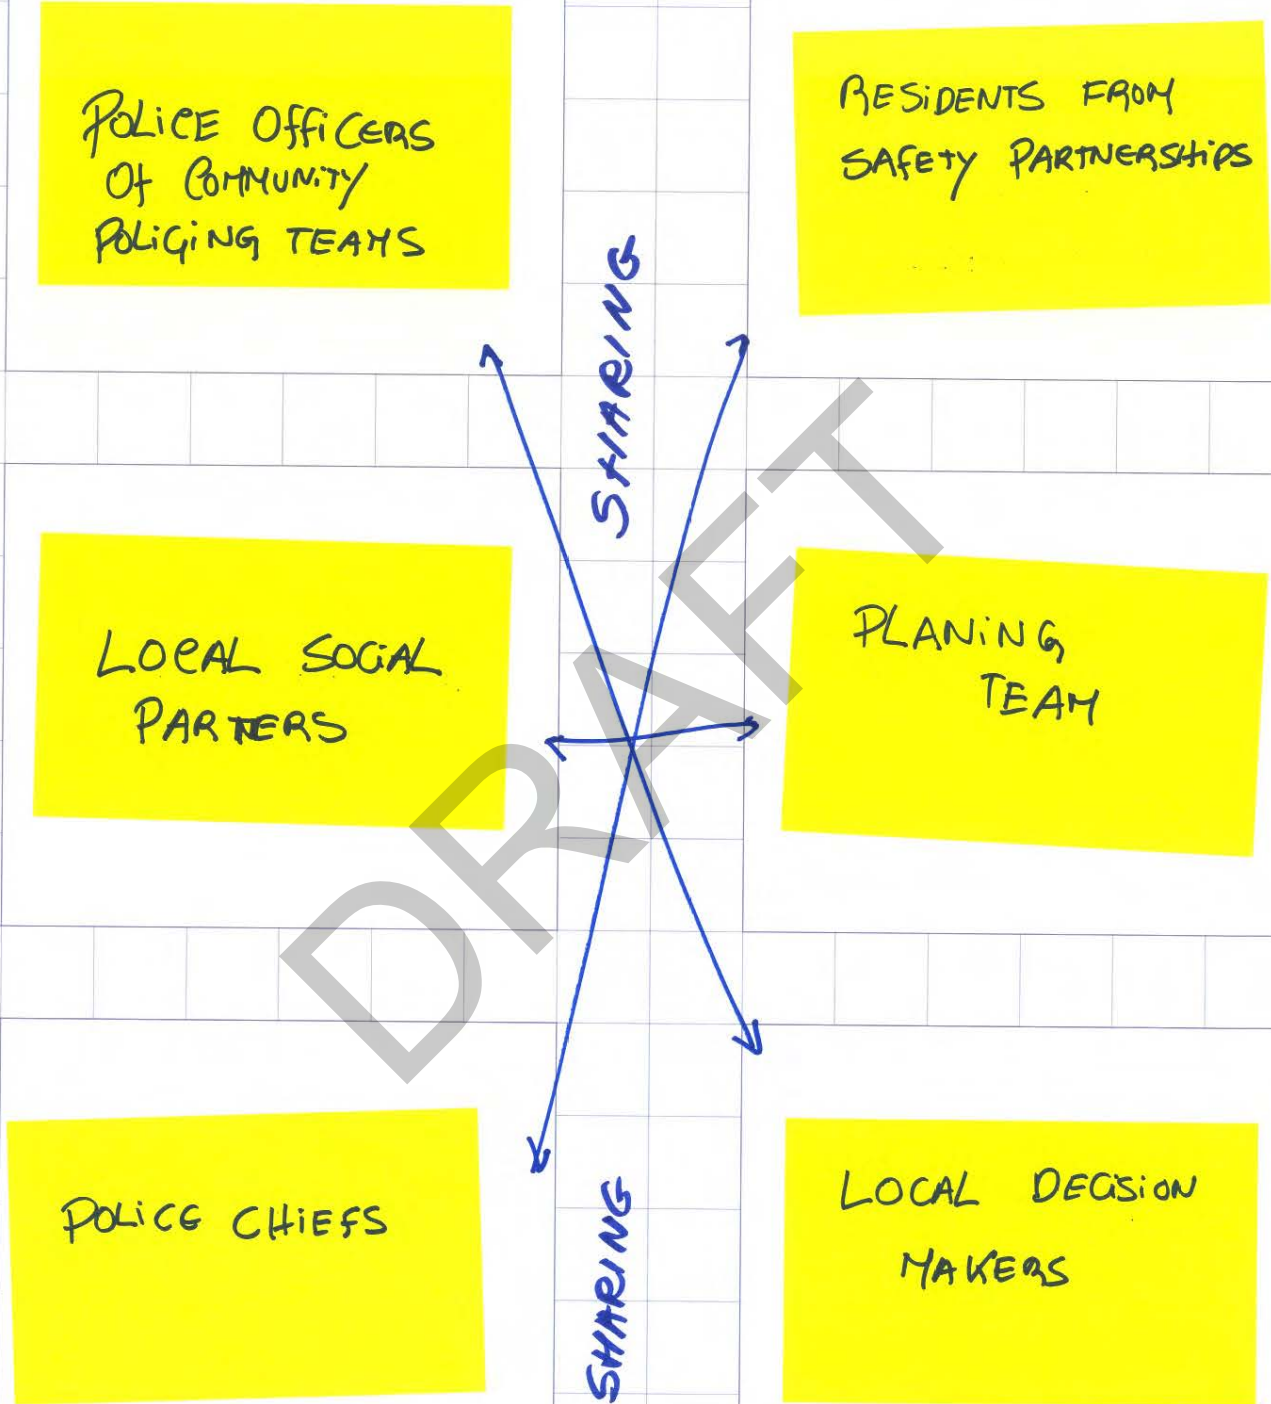 POLICE OFFICERS
OF COMMUNITY
POLIGING TEAMS
RESIDENTS FROM
SAFETY PARTNERSHIPS
SHARING
LOCAL SOCIAL
PARTNERS
PLANING
TEAM
DRAFT
POLICE CHIEFS
LOCAL DECISION
MAKERS
SHARING